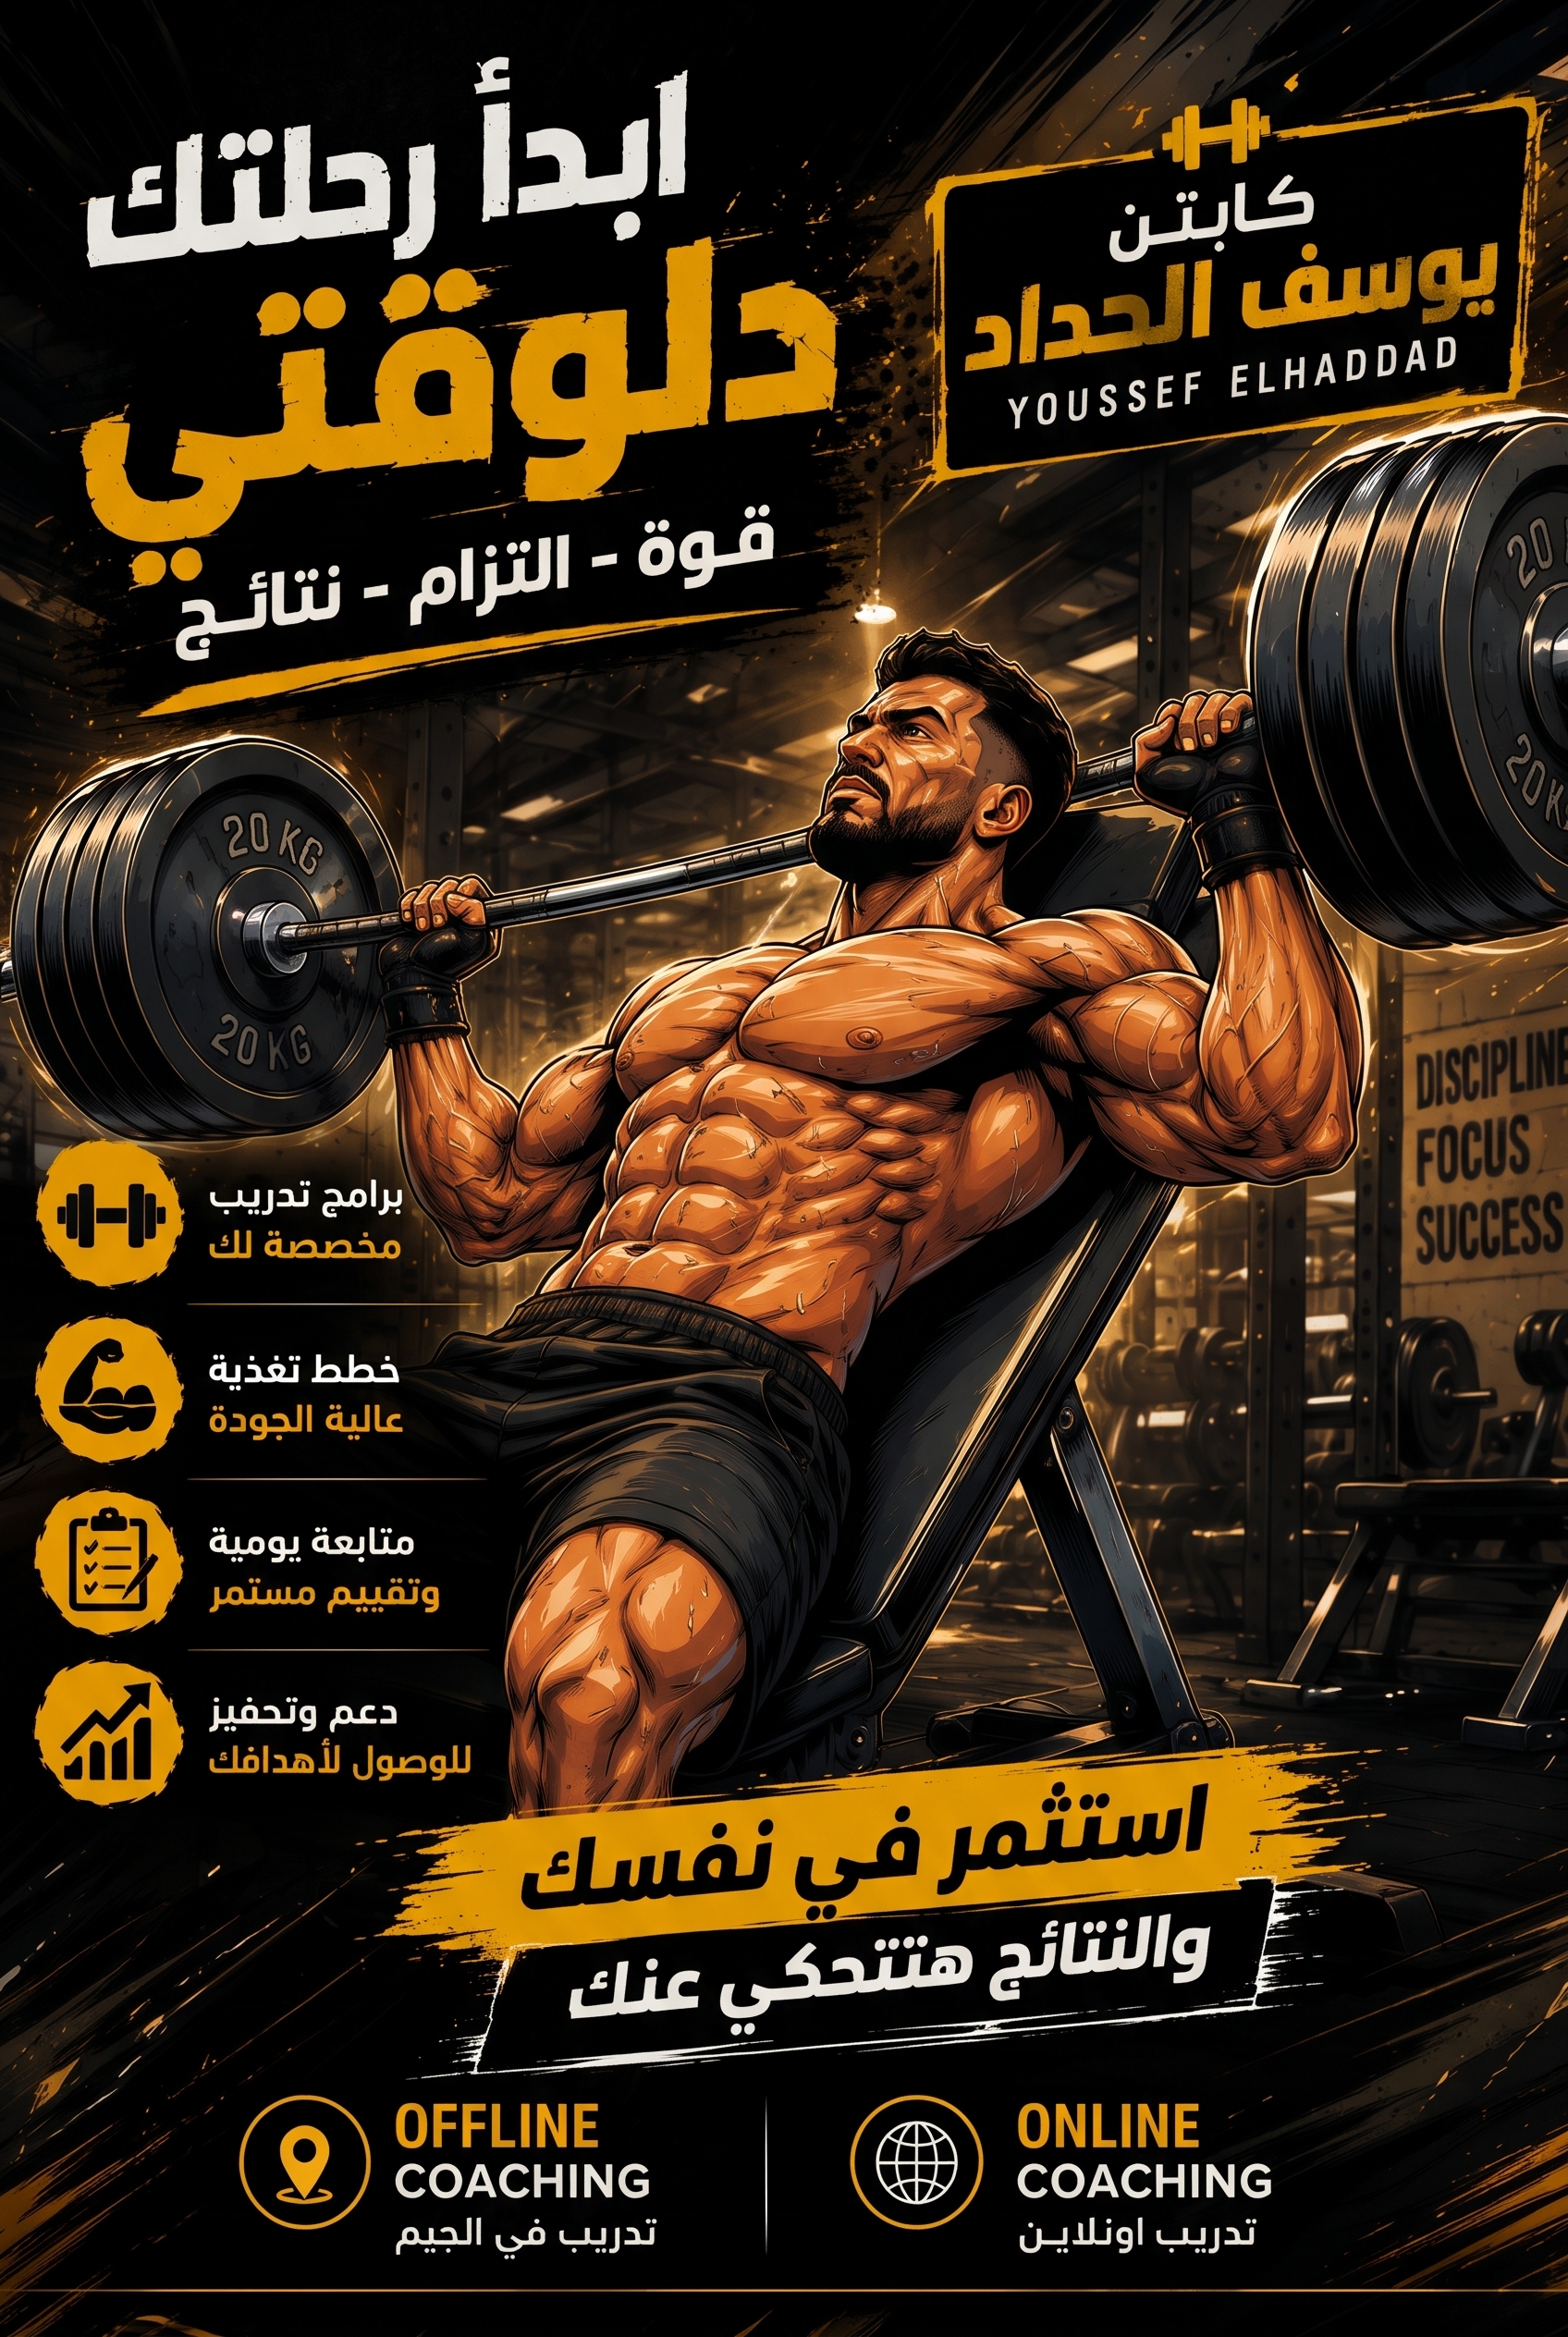 ابدأ رحلتك
دلوقتي
قوة - التزام - نتائج
كابتن
يوسف الحداد
YOUSSEF ELHADDAD
20 KG
20 KG
20
20 K
DISCIPLINE
FOCUS
SUCCESS
برامج تدريب
مخصصة لك
خطط تغذية
عالية الجودة
متابعة يومية
وتقييم مستمر
دعم وتحفيز
للوصول لأهدافك
استثمر في نفسك
والنتائج هتتحكي عنك
OFFLINE
COACHING
تدريب في الجيم
ONLINE
COACHING
تدريب اونلاين